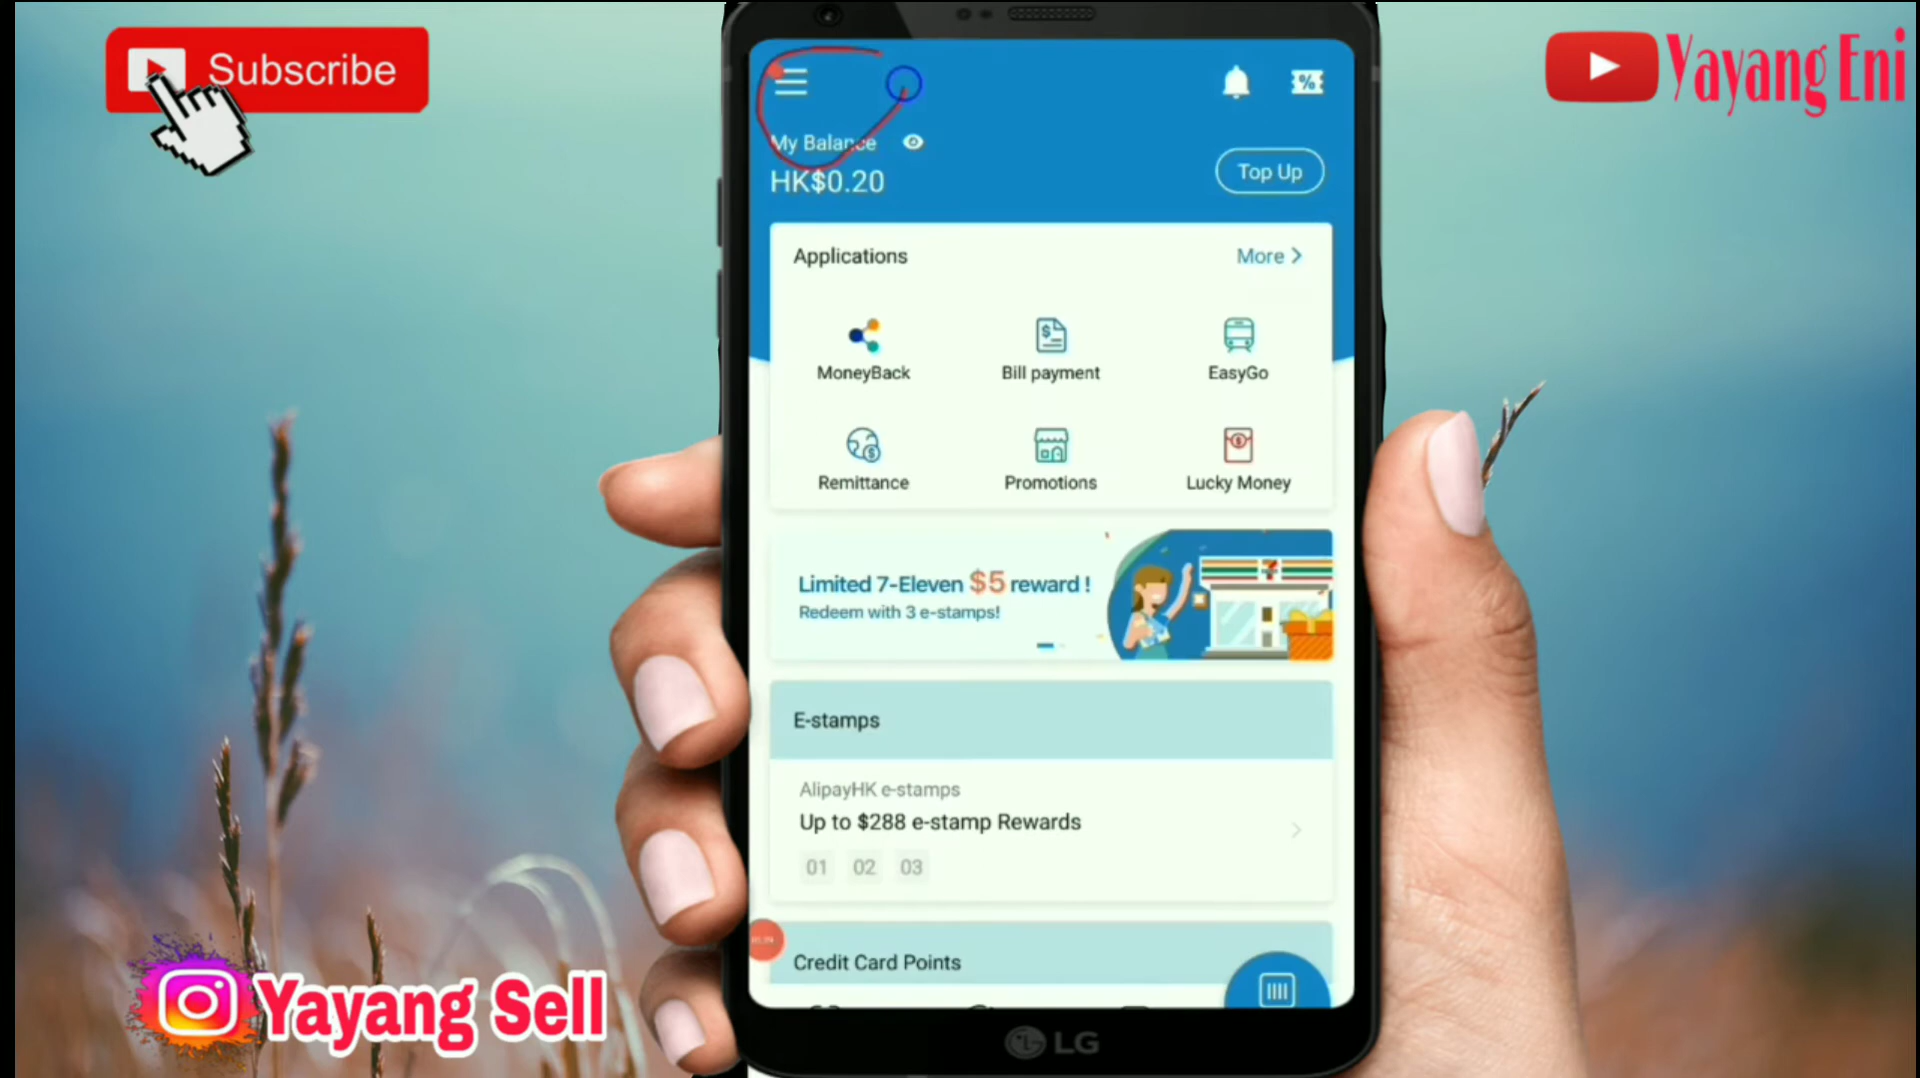 Subscribe
Yayang Eni
My Balance
HK$0.20
Top Up
Applications
More
MoneyBack
Bill payment
EasyGo
Remittance
Promotions
Lucky Money
Limited 7-Eleven $5 reward !
Redeem with 3 e-stamps!
E-stamps
AlipayHK e-stamps
Up to $288 e-stamp Rewards
01 02 03
Credit Card Points
Yayang Sell
LG